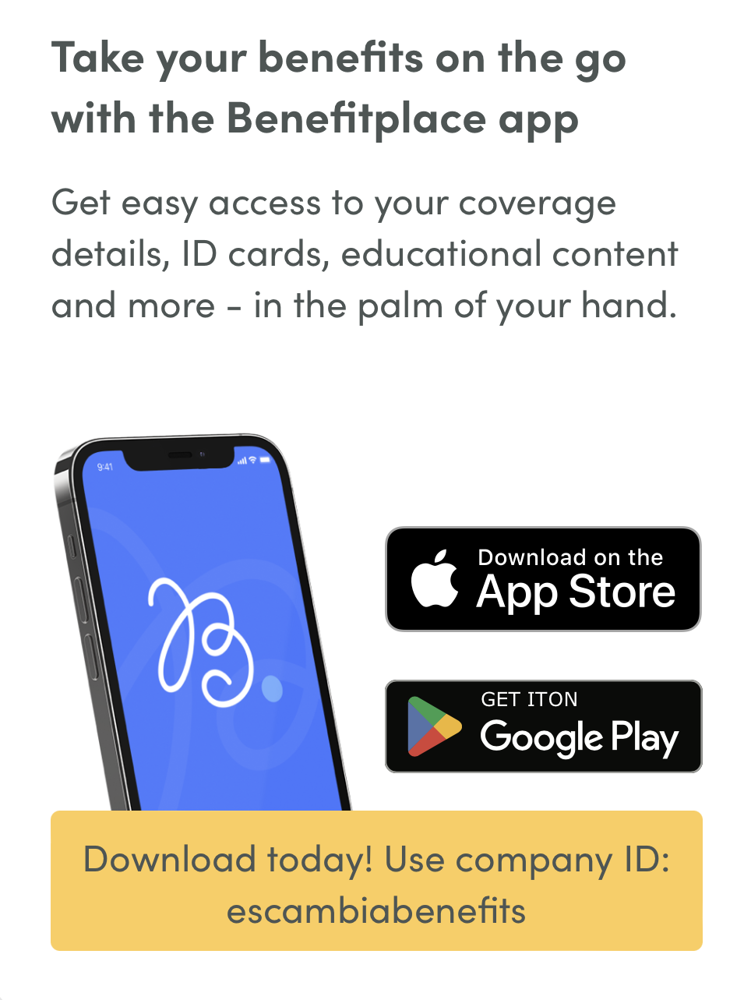 Take your benefits on the go
with the Benefitplace app
Get easy access to your coverage
details, ID cards, educational content
and more - in the palm of your hand.
9:41
Download on the
App Store
GET IT ON
Google Play
Download today! Use company ID:
escambiabenefits